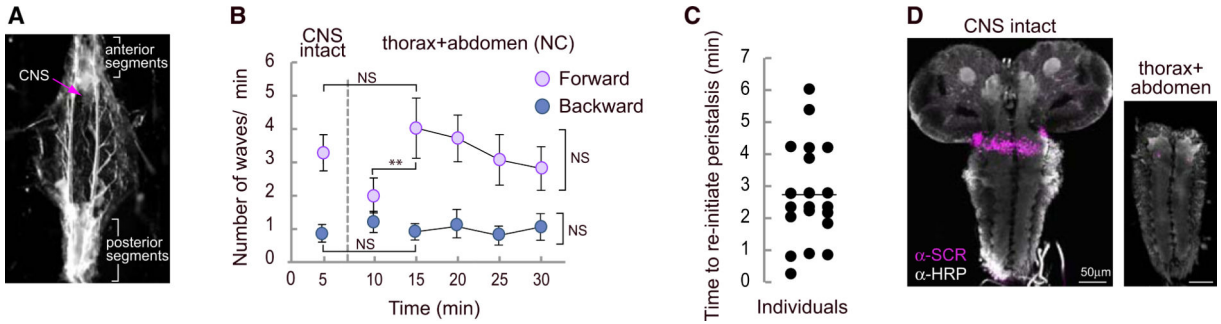 A
anterior
segments
CNS
posterior
segments
B
CNS
intact
thorax+abdomen (NC)
Number of waves/ min
6
5
4
3
2
1
0
NS
Forward
Backward
**
NS
NS
NS
0 5 10 15 20 25 30
Time (min)
C
Time to re-initiate peristalsis (min)
7
6
5
4
3
2
1
0
Individuals
D
CNS intact
thorax+
abdomen
α-SCR
α-HRP
50μm